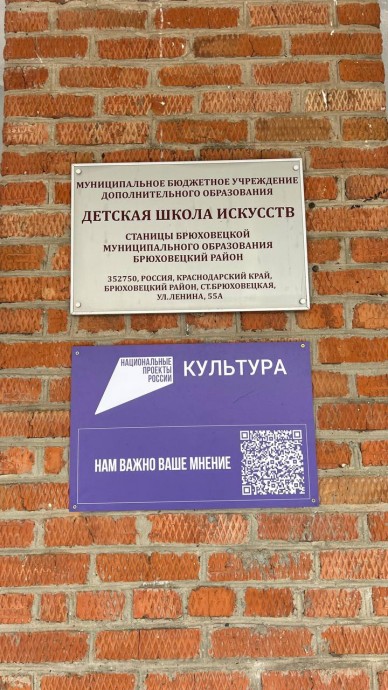 МУНИЦИПАЛЬНОЕ БЮДЖЕТНОЕ УЧРЕЖДЕНИЕ
ДОПОЛНИТЕЛЬНОГО ОБРАЗОВАНИЯ
ДЕТСКАЯ ШКОЛА ИСКУССТВ
СТАНИЦЫ БРЮХОВЕЦКОЙ
МУНИЦИПАЛЬНОГО ОБРАЗОВАНИЯ
БРЮХОВЕЦКИЙ РАЙОН
352750, РОССИЯ, КРАСНОДАРСКИЙ КРАЙ,
БРЮХОВЕЦКИЙ РАЙОН, СТ.БРЮХОВЕЦКАЯ,
УЛ.ЛЕНИНА, 55А
НАЦИОНАЛЬНЫЕ
ПРОЕКТЫ
РОССИИ
КУЛЬТУРА
НАМ ВАЖНО ВАШЕ МНЕНИЕ